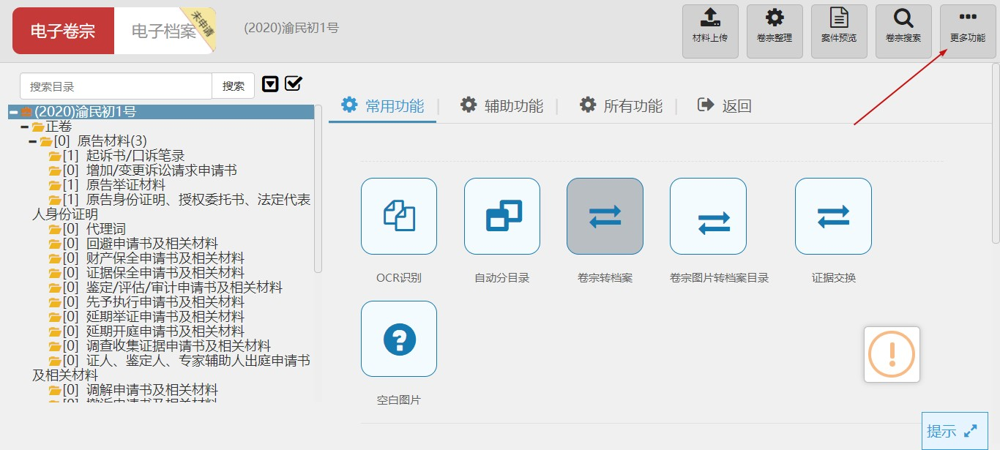 电子卷宗
电子档案
未申请
(2020)渝民初1号
材料上传
卷宗整理
案件预览
卷宗搜索
更多功能
搜索目录
搜索
(2020)渝民初1号
正卷
[0] 原告材料(3)
[1] 起诉书/口诉笔录
[0] 增加/变更诉讼请求申请书
[1] 原告举证材料
[1] 原告身份证明、授权委托书、法定代表
人身份证明
[0] 代理词
[0] 回避申请书及相关材料
[0] 财产保全申请书及相关材料
[0] 证据保全申请书及相关材料
[0] 鉴定/评估/审计申请书及相关材料
[0] 先予执行申请书及相关材料
[0] 延期举证申请书及相关材料
[0] 延期开庭申请书及相关材料
[0] 调查收集证据申请书及相关材料
[0] 证人、鉴定人、专家辅助人出庭申请书
及相关材料
[0] 调解申请书及相关材料
[0] 撤诉申请书及相关材料
常用功能
辅助功能
所有功能
返回
OCR识别
自动分目录
卷宗转档案
卷宗图片转档案目录
证据交换
空白图片
提示